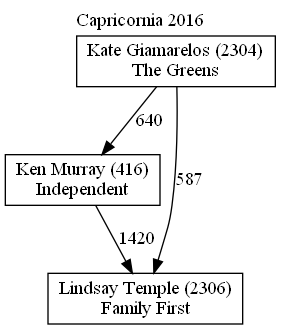 Capricornia 2016
Kate Giamarelos (2304)
The Greens
640
Ken Murray (416)
Independent
587
1420
Lindsay Temple (2306)
Family First